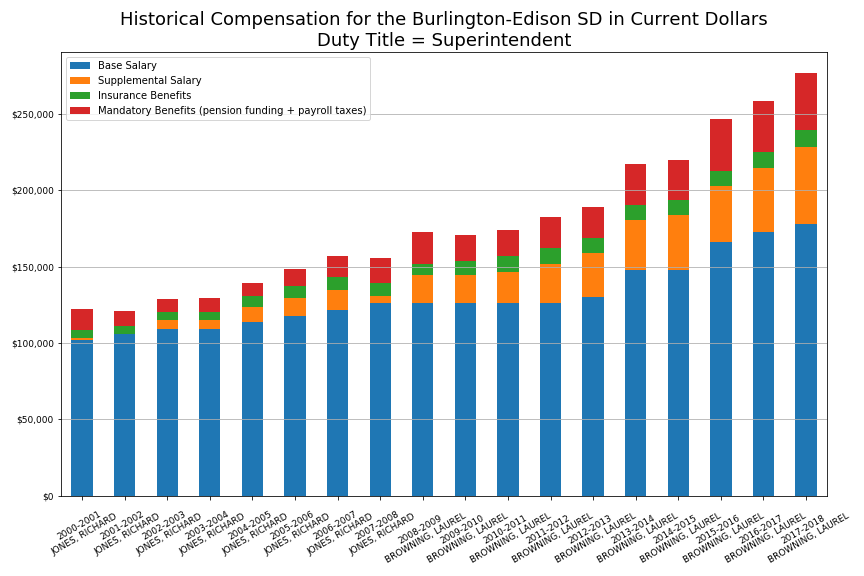 Historical Compensation for the Burlington-Edison SD in Current Dollars
Duty Title = Superintendent
Base Salary
Supplemental Salary
Insurance Benefits
Mandatory Benefits (pension funding + payroll taxes)
$250,000
$200,000
$150,000
$100,000
$50,000
$0
2000-2001
JONES, RICHARD
2001-2002
JONES, RICHARD
2002-2003
JONES, RICHARD
2003-2004
JONES, RICHARD
2004-2005
JONES, RICHARD
2005-2006
JONES, RICHARD
2006-2007
JONES, RICHARD
2007-2008
JONES, RICHARD
2008-2009
BROWNING, LAUREL
2009-2010
BROWNING, LAUREL
2010-2011
BROWNING, LAUREL
2011-2012
BROWNING, LAUREL
2012-2013
BROWNING, LAUREL
2013-2014
BROWNING, LAUREL
2014-2015
BROWNING, LAUREL
2015-2016
BROWNING, LAUREL
2016-2017
BROWNING, LAUREL
2017-2018
BROWNING, LAUREL